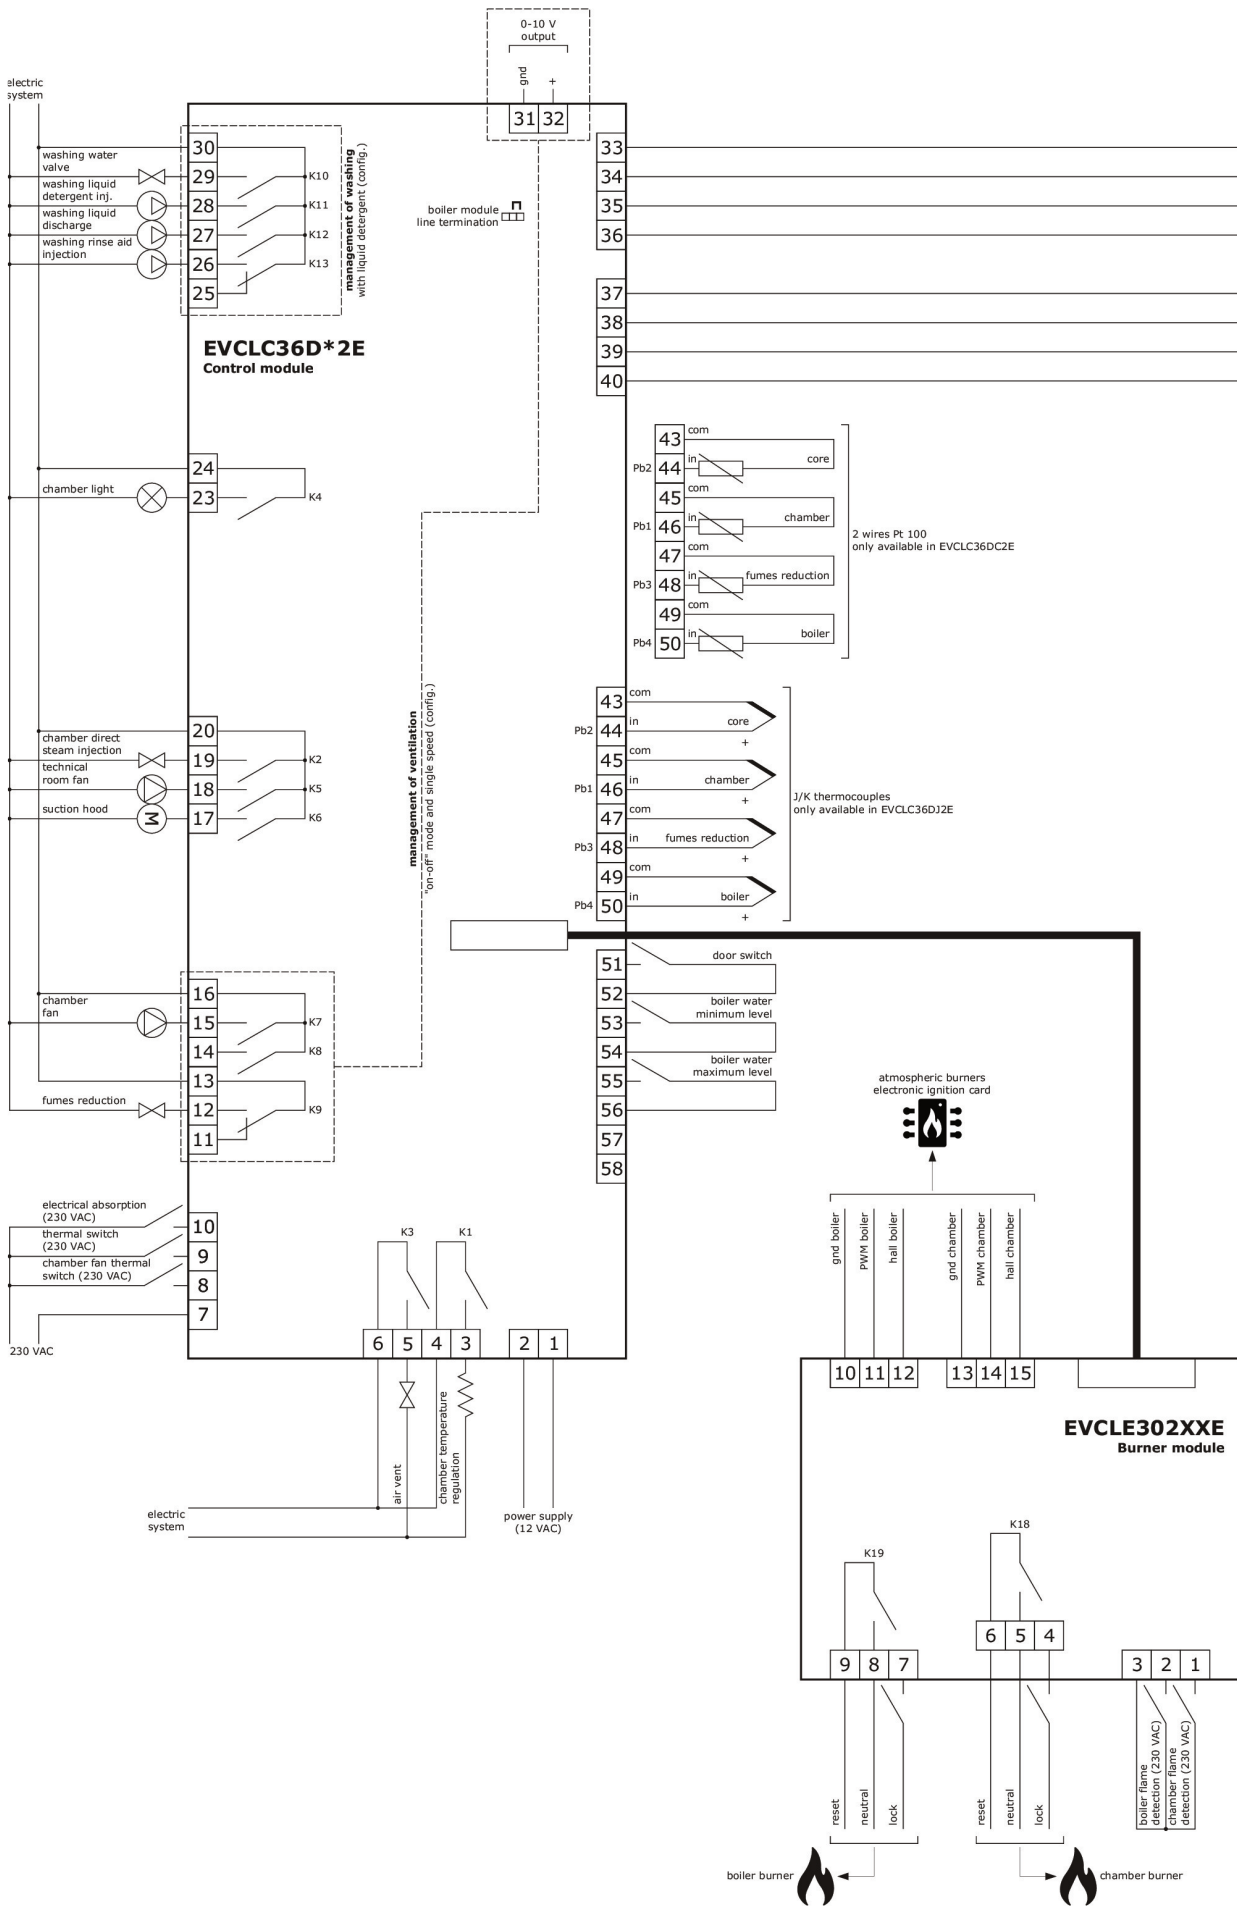 0-10 V
output
gnd
+
31 32
electric
system
30
washing water
valve
29
K10
washing liquid
detergent inj.
28
K11
washing liquid
discharge
27
K12
washing rinse aid
injection
26
K13
25
management of washing
with liquid detergent (config.)
boiler module
line termination
33
34
35
36
37
38
39
40
EVCLC36D*2E
Control module
24
chamber light
23
K4
43
com
Pb2
44
in
core
45
com
Pb1
46
in
chamber
47
com
Pb3
48
in
fumes reduction
49
com
Pb4
50
in
boiler
2 wires Pt 100
only available in EVCLC36DC2E
20
chamber direct
steam injection
19
K2
technical
room fan
18
K5
suction hood
M
17
K6
management of ventilation
"on-off" mode and single speed (config.)
43
com
Pb2
44
in
core
+
45
com
Pb1
46
in
chamber
+
47
com
Pb3
48
in
fumes reduction
+
49
com
Pb4
50
in
boiler
+
J/K thermocouples
only available in EVCLC36DJ2E
16
chamber
fan
15
K7
14
K8
13
fumes reduction
12
K9
11
51
door switch
52
boiler water
minimum level
53
54
boiler water
maximum level
55
56
57
58
electrical absorption
(230 VAC)
10
thermal switch
(230 VAC)
9
chamber fan thermal
switch (230 VAC)
8
7
230 VAC
K3
K1
6 5 4 3
2 1
air vent
chamber temperature
regulation
electric
system
power supply
(12 VAC)
atmospheric burners
electronic ignition card
gnd boiler
PWM boiler
hall boiler
gnd chamber
PWM chamber
hall chamber
10 11 12
13 14 15
EVCLE302XXE
Burner module
K19
K18
9 8 7
6 5 4
3 2 1
reset
neutral
lock
reset
neutral
lock
boiler flame
detection (230 VAC)
chamber flame
detection (230 VAC)
boiler burner
chamber burner